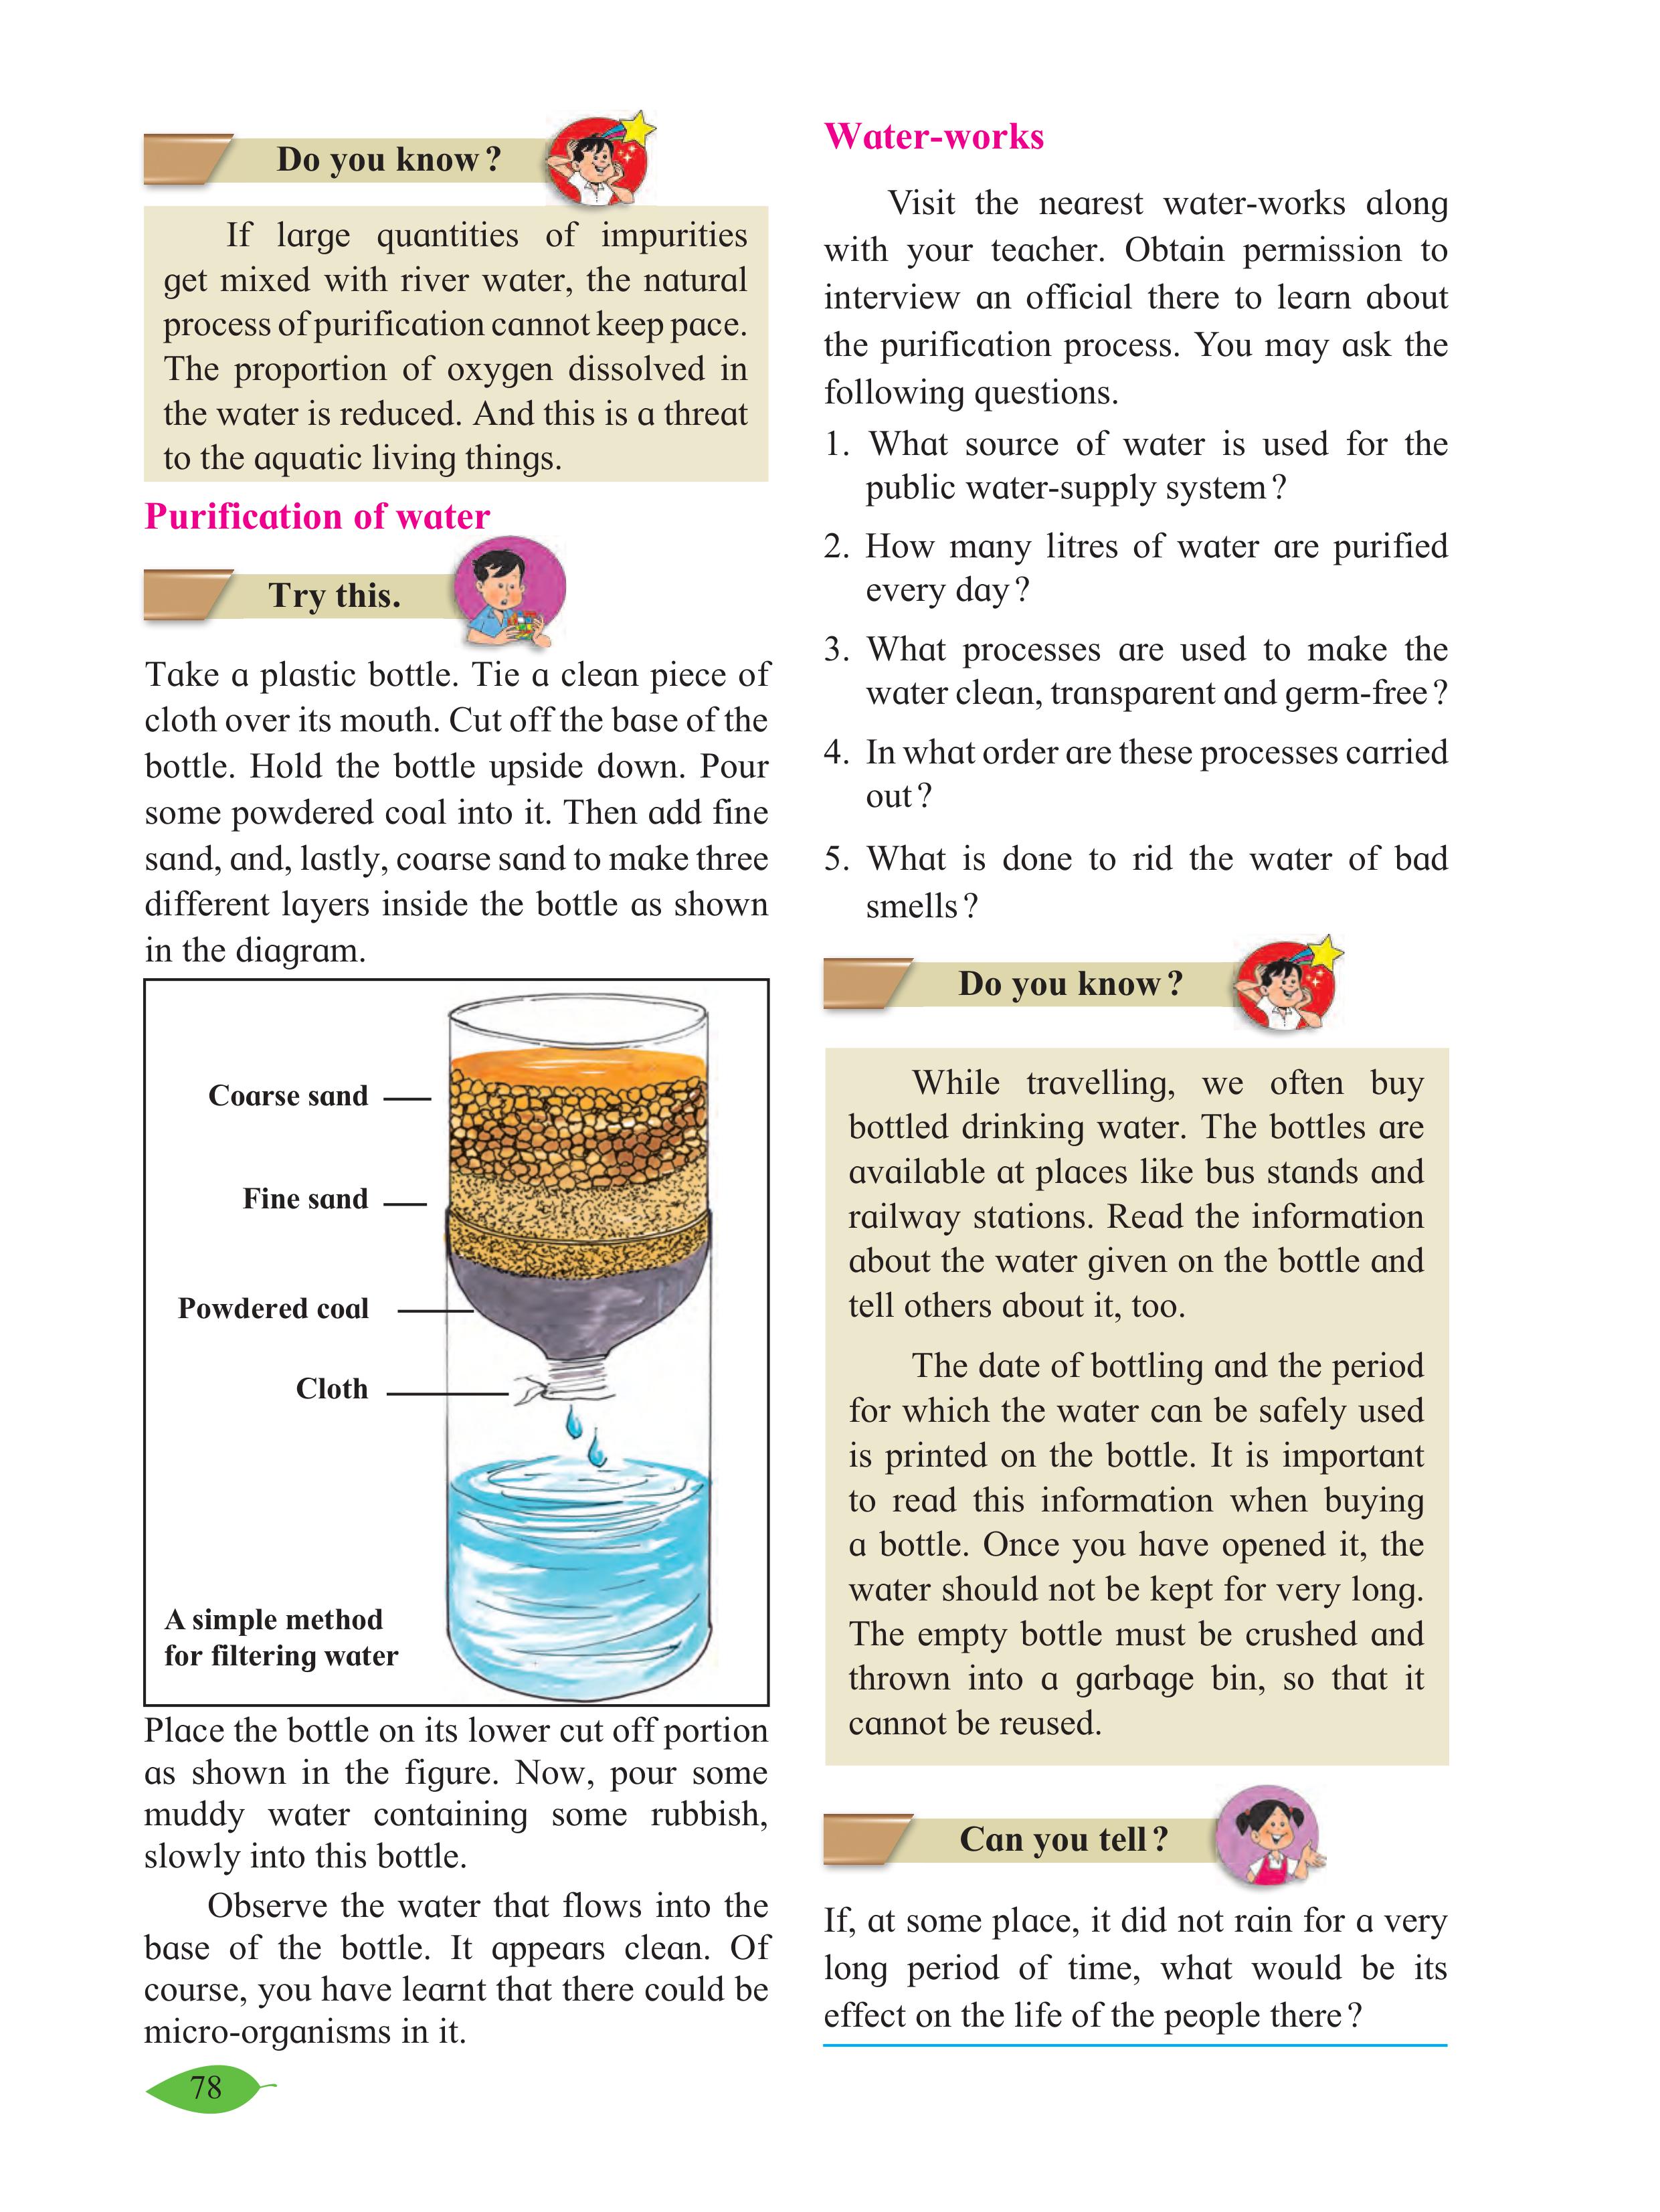 Do you know?
If large quantities of impurities
get mixed with river water, the natural
process of purification cannot keep pace.
The proportion of oxygen dissolved in
the water is reduced. And this is a threat
to the aquatic living things.
Purification of water
Try this.
Take a plastic bottle. Tie a clean piece of
cloth over its mouth. Cut off the base of the
bottle. Hold the bottle upside down. Pour
some powdered coal into it. Then add fine
sand, and, lastly, coarse sand to make three
different layers inside the bottle as shown
in the diagram.
Coarse sand
Fine sand
Powdered coal
Cloth
A simple method
for filtering water
Place the bottle on its lower cut off portion
as shown in the figure. Now, pour some
muddy water containing some rubbish,
slowly into this bottle.
Observe the water that flows into the
base of the bottle. It appears clean. Of
course, you have learnt that there could be
micro-organisms in it.
78
Water-works
Visit the nearest water-works along
with your teacher. Obtain permission to
interview an official there to learn about
the purification process. You may ask the
following questions.
1. What source of water is used for the
public water-supply system?
2. How many litres of water are purified
every day?
3. What processes are used to make the
water clean, transparent and germ-free?
4. In what order are these processes carried
out?
5. What is done to rid the water of bad
smells?
Do you know?
While travelling, we often buy
bottled drinking water. The bottles are
available at places like bus stands and
railway stations. Read the information
about the water given on the bottle and
tell others about it, too.
The date of bottling and the period
for which the water can be safely used
is printed on the bottle. It is important
to read this information when buying
a bottle. Once you have opened it, the
water should not be kept for very long.
The empty bottle must be crushed and
thrown into a garbage bin, so that it
cannot be reused.
Can you tell?
If, at some place, it did not rain for a very
long period of time, what would be its
effect on the life of the people there?